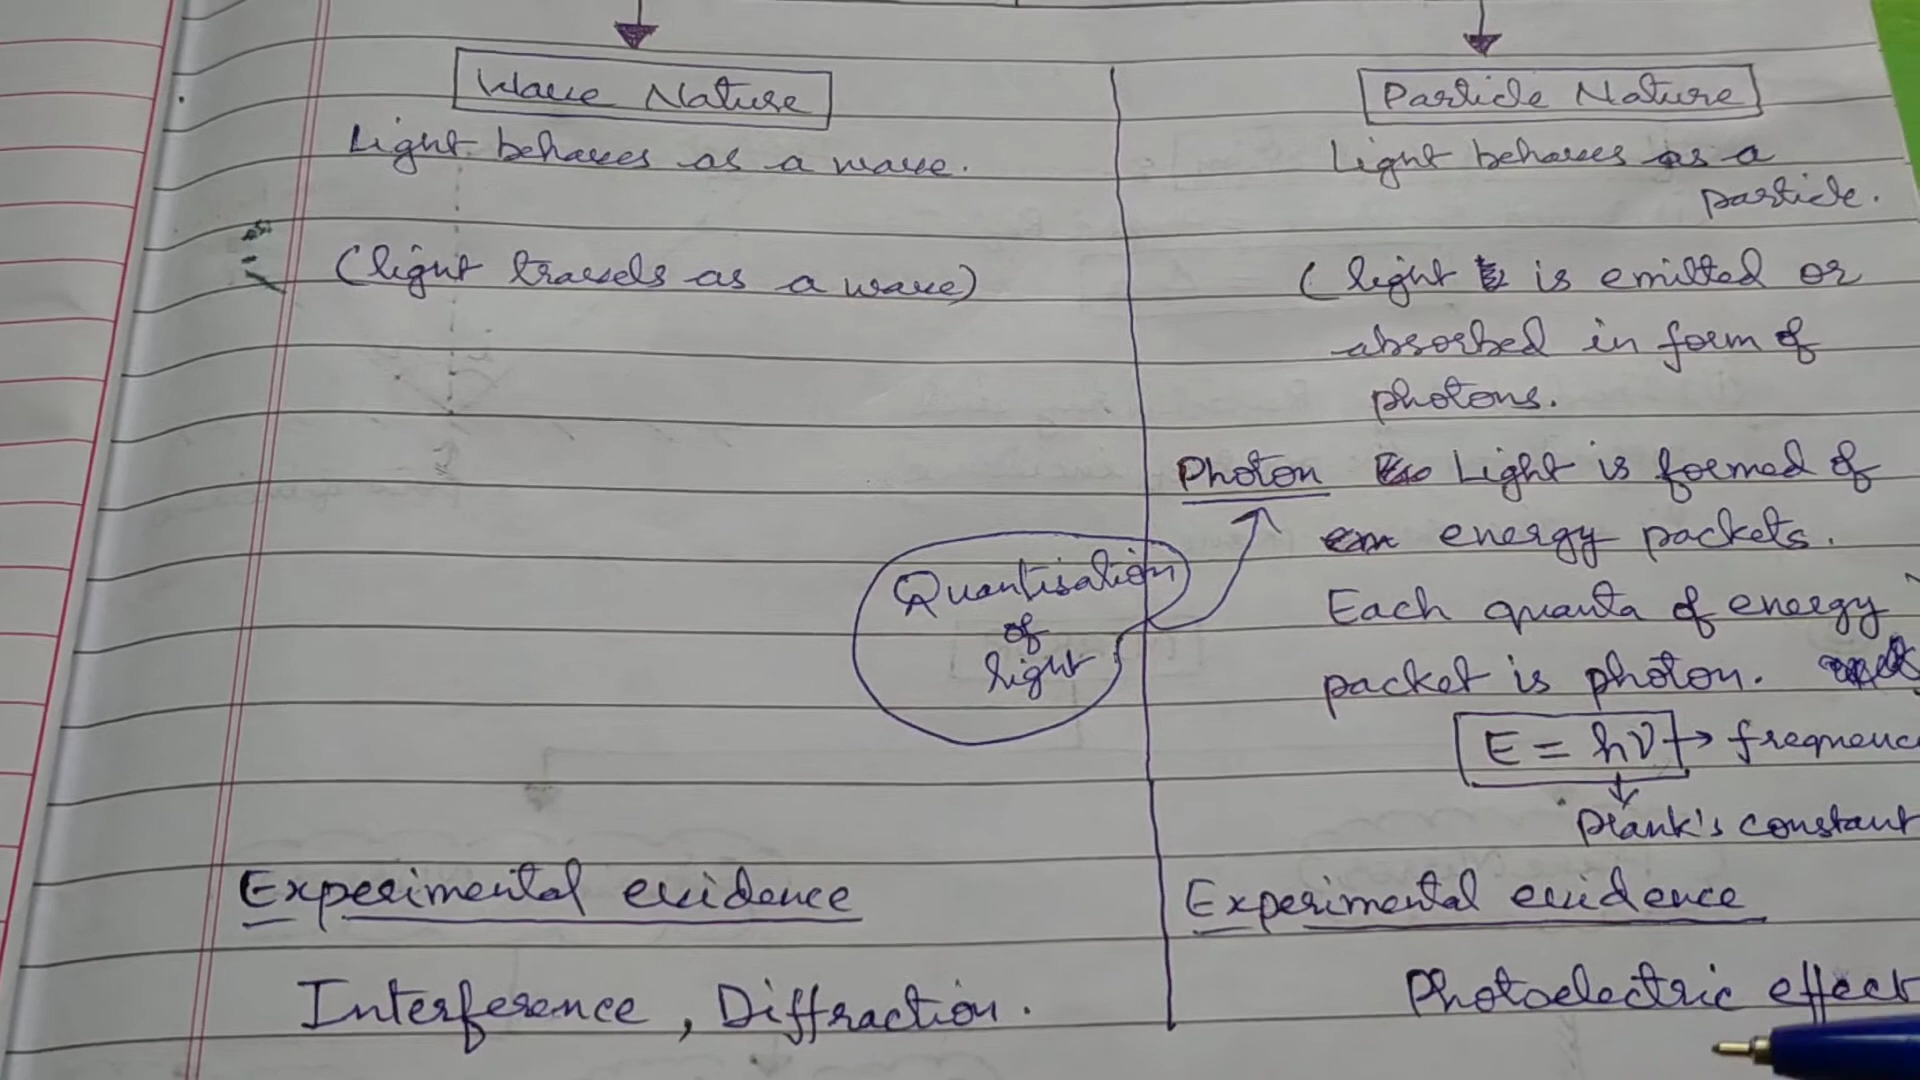 Wave Nature
Light behaves as a wave.
(light travels as a wave)
Experimental evidence
Interference, Diffraction.
Particle Nature
Light behaves as a
particle.
(light is emitted or
absorbed in form of
photons.
Photon Light is formed of
energy packets.
Quantisation
of
light
Each quanta of energy
packet is photon.
E = hν → frequenc
Plank's constant
Experimental evidence
Photoelectric effect